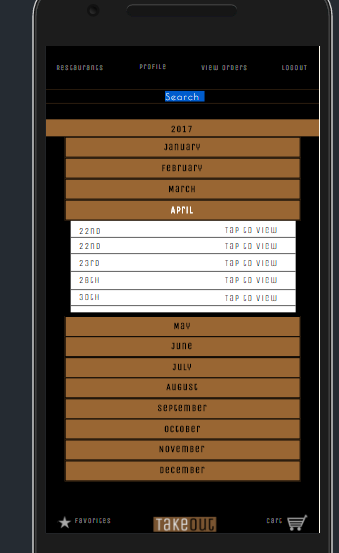 Restaurants Profile View Orders Logout
Search
2017
January
February
March
April
22nd Tap to View
22nd Tap to View
23rd Tap to View
28th Tap to View
30th Tap to View
May
June
July
August
September
October
November
December
Favorites TakeOut Cart